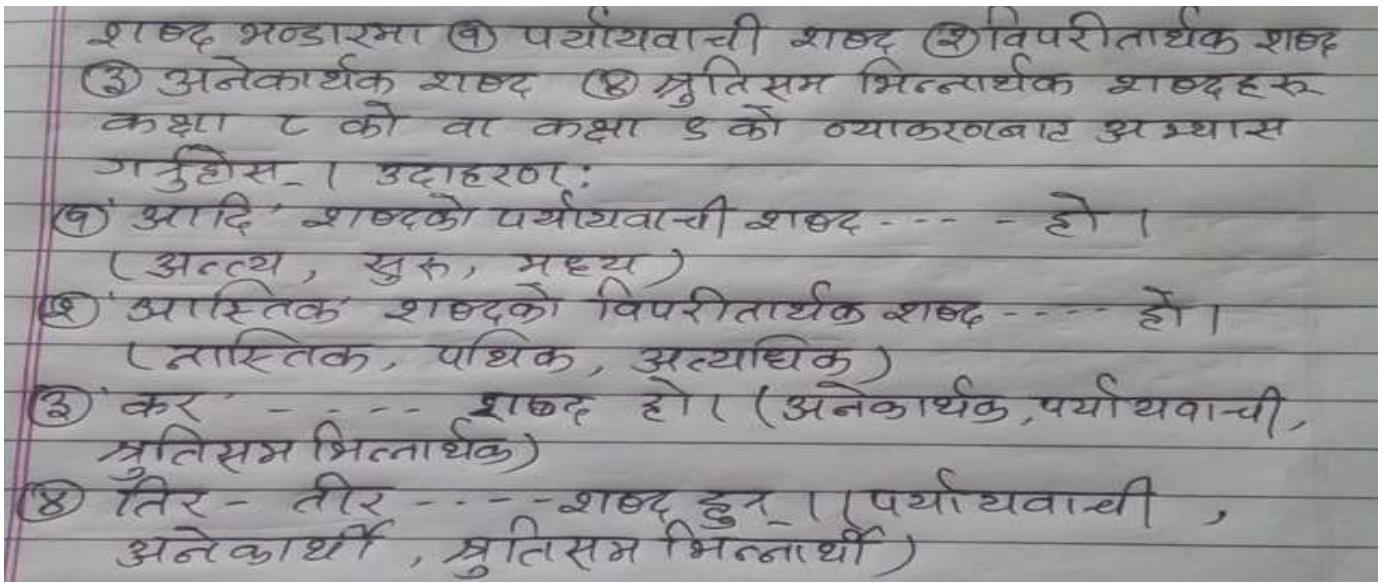 शब्द भण्डारमा (१) पर्यायवाची शब्द (२) विपरीतार्थक शब्द
(३) अनेकार्थक शब्द (४) श्रुतिसम भिन्नार्थक शब्दहरू
कक्षा ८ को वा कक्षा ९ को व्याकरणबाट अभ्यास
गर्नुहोस् । उदाहरण:
(१) 'आदि' शब्दको पर्यायवाची शब्द ---- हो ।
(अन्त्य, सुरु, मध्य)
(२) 'आस्तिक' शब्दको विपरीतार्थक शब्द ---- हो ।
(नास्तिक, पथिक, अत्यधिक)
(३) 'कर' ---- शब्द हो। (अनेकार्थक, पर्यायवाची,
श्रुतिसम भिन्नार्थक)
(४) तिर - तीर ---- शब्द हुन् । (पर्यायवाची ,
अनेकार्थी , श्रुतिसम भिन्नार्थी)